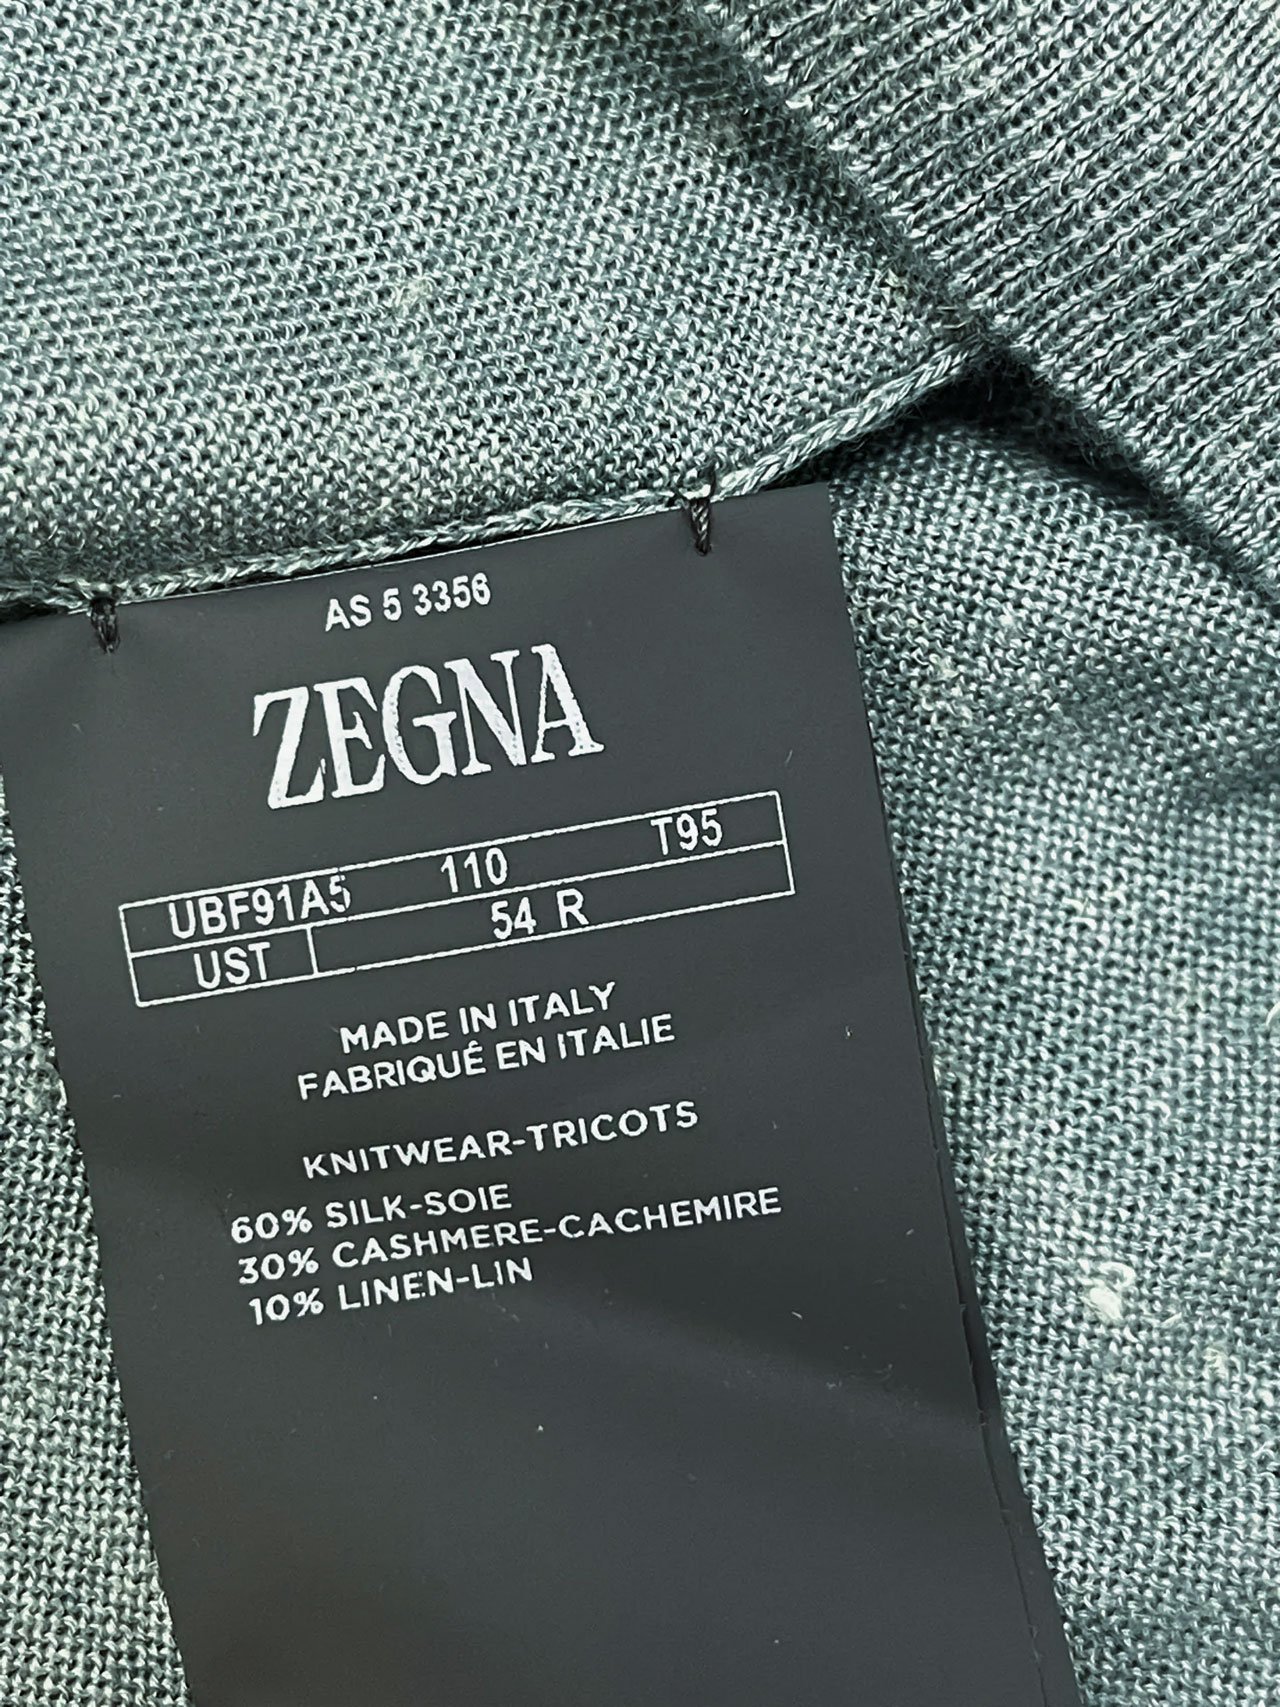 AS 5 3356
ZEGNA
UBF91A5 110 T95
UST 54 R
MADE IN ITALY
FABRIQUÉ EN ITALIE
KNITWEAR-TRICOTS
60% SILK-SOIE
30% CASHMERE-CACHEMIRE
10% LINEN-LIN